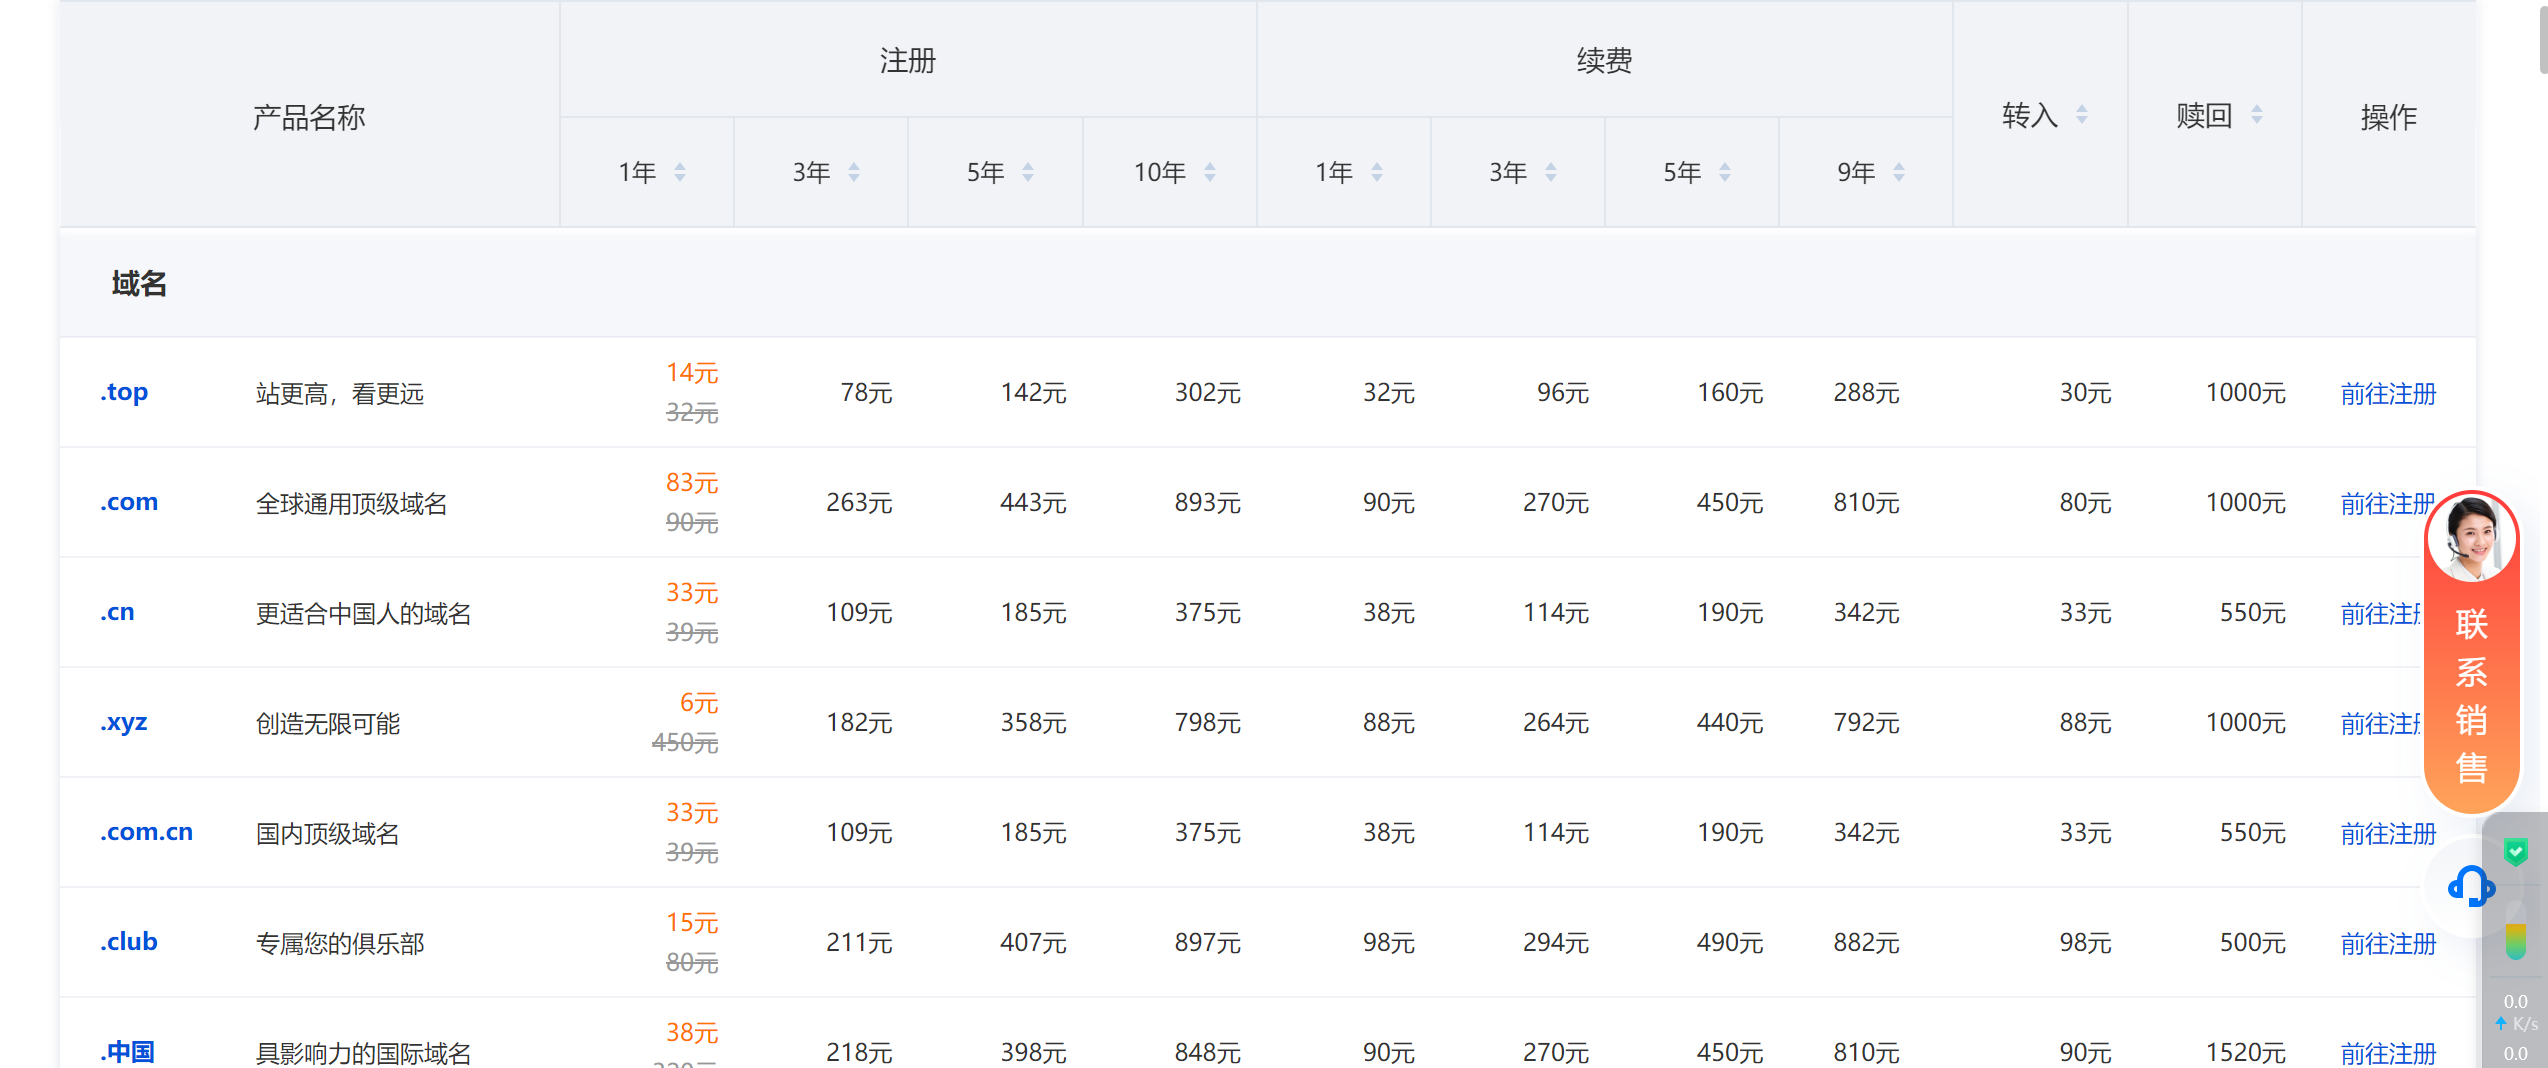 产品名称 注册 续费 转入 赎回 操作
1年 3年 5年 10年 1年 3年 5年 9年
域名
.top 站更高，看更远 14元 32元 78元 142元 302元 32元 96元 160元 288元 30元 1000元 前往注册
.com 全球通用顶级域名 83元 90元 263元 443元 893元 90元 270元 450元 810元 80元 1000元 前往注册
.cn 更适合中国人的域名 33元 39元 109元 185元 375元 38元 114元 190元 342元 33元 550元 前往注册
.xyz 创造无限可能 6元 450元 182元 358元 798元 88元 264元 440元 792元 88元 1000元 前往注册
.com.cn 国内顶级域名 33元 39元 109元 185元 375元 38元 114元 190元 342元 33元 550元 前往注册
.club 专属您的俱乐部 15元 80元 211元 407元 897元 98元 294元 490元 882元 98元 500元 前往注册
.中国 具影响力的国际域名 38元 218元 398元 848元 90元 270元 450元 810元 90元 1520元 前往注册
联系销售
0.0
K/s
0.0